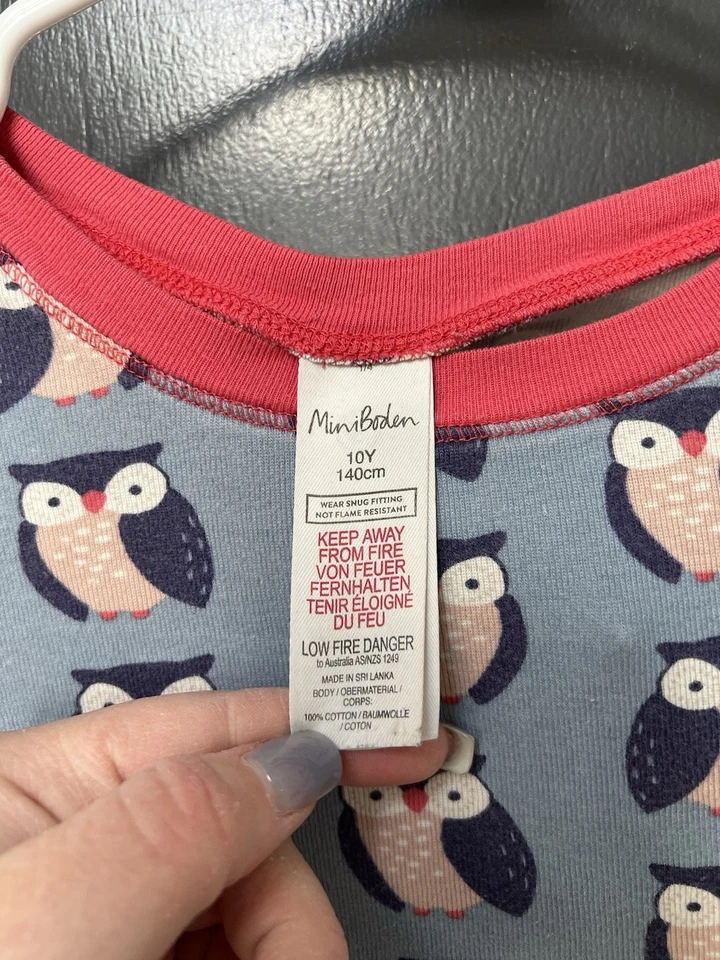 MiniBoden
10Y
140cm
WEAR SNUG FITTING
NOT FLAME RESISTANT
KEEP AWAY
FROM FIRE
VON FEUER
FERNHALTEN
TENIR ÉLOIGNÉ
DU FEU
LOW FIRE DANGER
to Australia AS/NZS 1249
MADE IN SRI LANKA
BODY / OBERMATERIAL /
CORPS:
100% COTTON / BAUMWOLLE
/ COTON